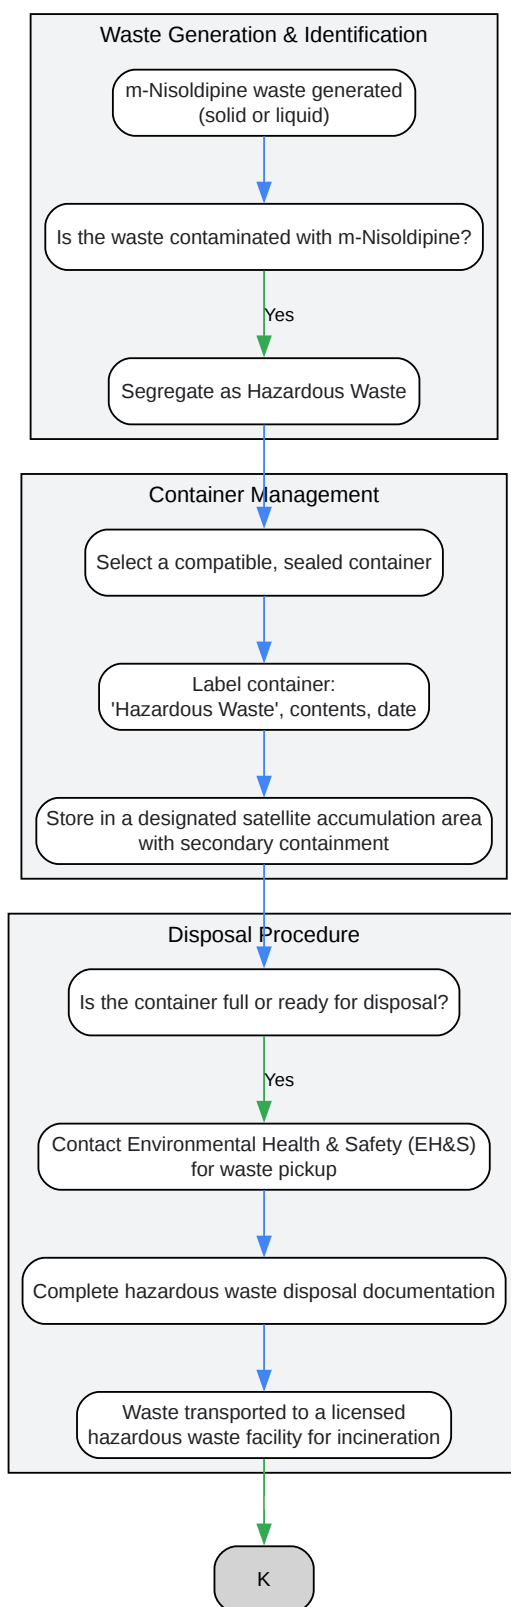 Waste Generation & Identification
m-Nisoldipine waste generated
(solid or liquid)
Is the waste contaminated with m-Nisoldipine?
Yes
Segregate as Hazardous Waste
Container Management
Select a compatible, sealed container
Label container:
'Hazardous Waste', contents, date
Store in a designated satellite accumulation area
with secondary containment
Disposal Procedure
Is the container full or ready for disposal?
Yes
Contact Environmental Health & Safety (EH&S)
for waste pickup
Complete hazardous waste disposal documentation
Waste transported to a licensed
hazardous waste facility for incineration
K